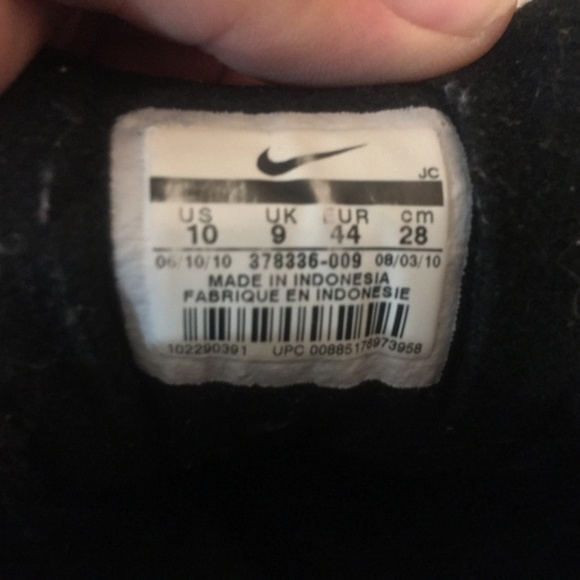 JC
US UK EUR cm
10 9 44 28
06/10/10 378336-009 08/03/10
MADE IN INDONESIA
FABRIQUE EN INDONESIE
102290391 UPC 00885178973958